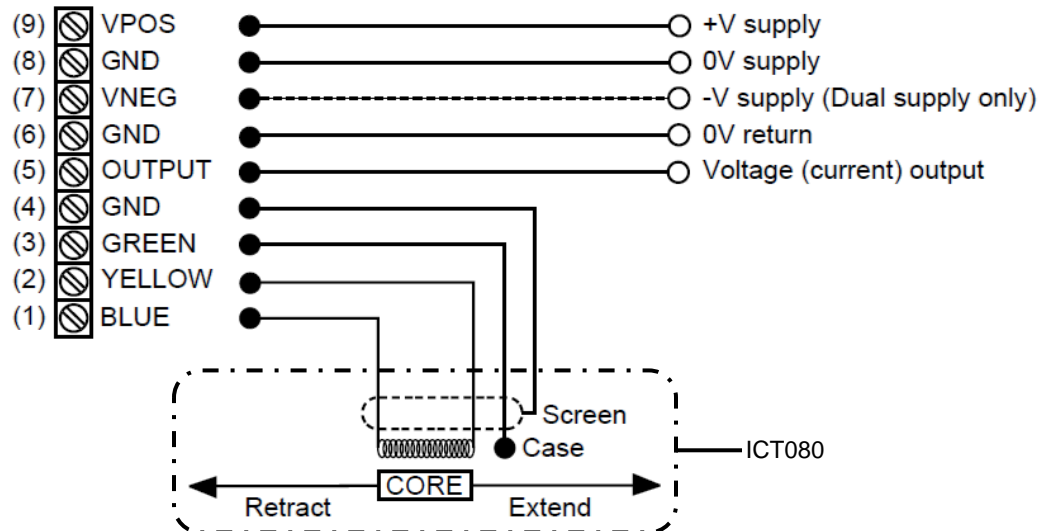 (9) VPOS +V supply
(8) GND 0V supply
(7) VNEG -V supply (Dual supply only)
(6) GND 0V return
(5) OUTPUT Voltage (current) output
(4) GND
(3) GREEN
(2) YELLOW
(1) BLUE
Screen
Case
ICT080
CORE
Retract Extend